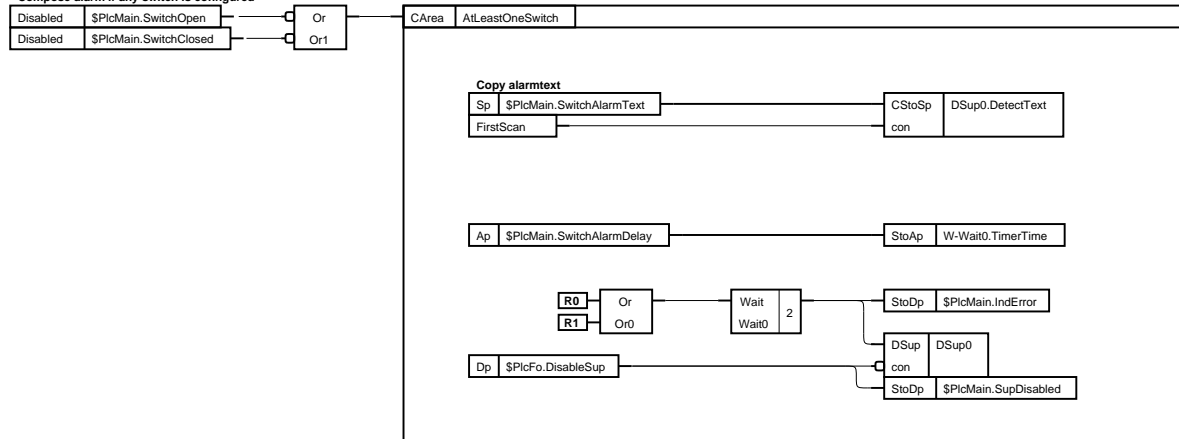 Compose alarm if any switch is configured
Disabled $PlcMain.SwitchOpen Or CArea AtLeastOneSwitch
Disabled $PlcMain.SwitchClosed Or1
Copy alarmtext
Sp $PlcMain.SwitchAlarmText CStoSp DSup0.DetectText
FirstScan con
Ap $PlcMain.SwitchAlarmDelay StoAp W-Wait0.TimerTime
R0 Or Wait 2 StoDp $PlcMain.IndError
R1 Or0 Wait0
DSup DSup0
Dp $PlcFo.DisableSup con
StoDp $PlcMain.SupDisabled